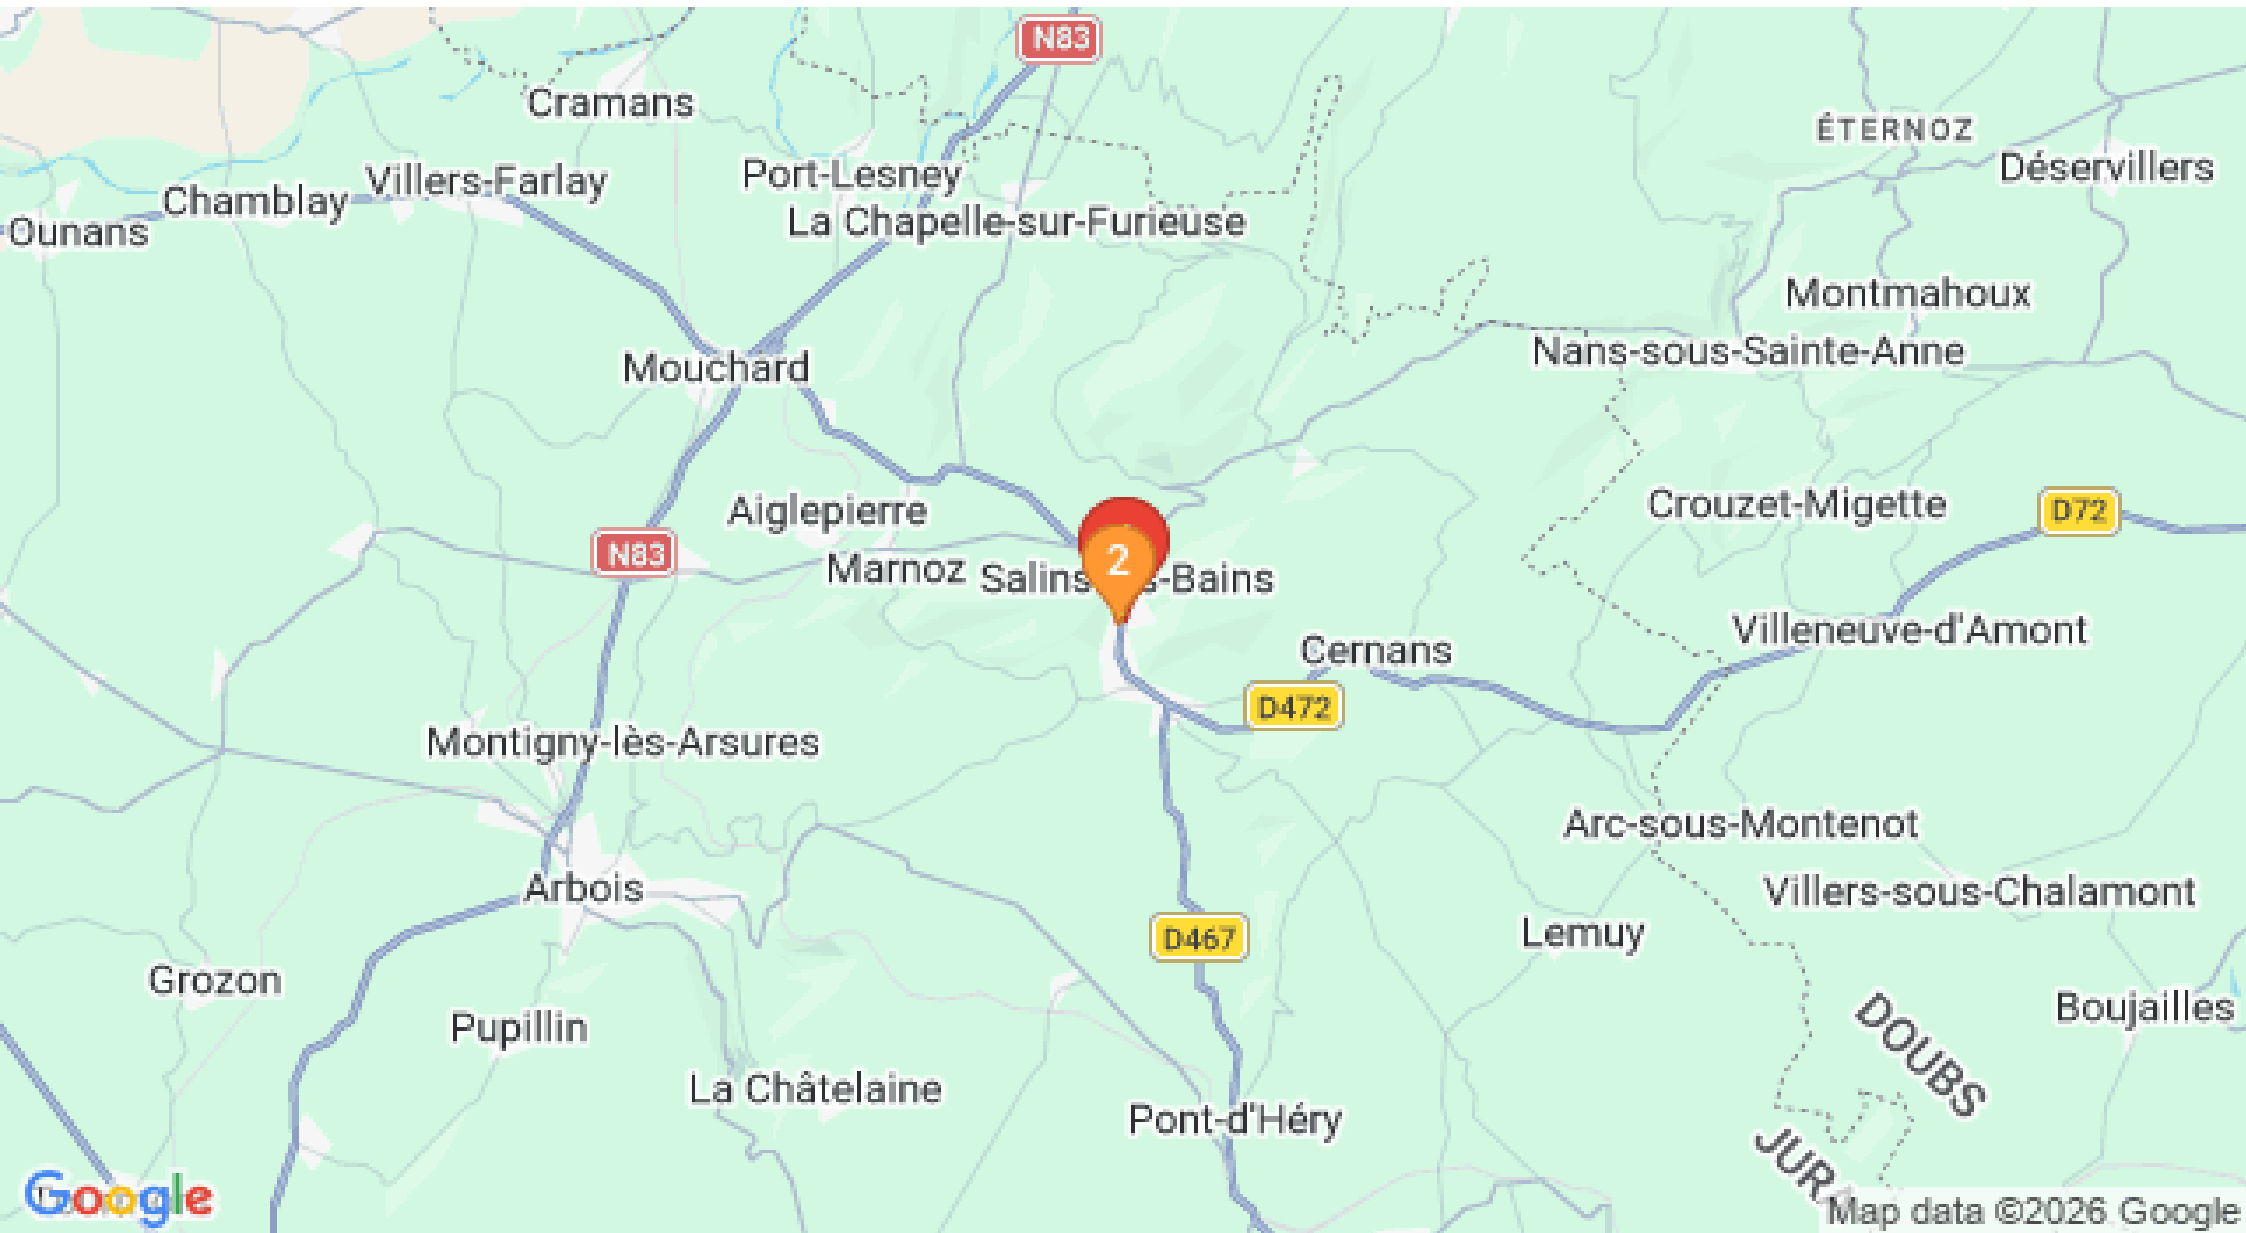 N83
Cramans
ÉTERNOZ
Déservillers
Port-Lesney
Villers-Farlay
Chamblay
La Chapelle-sur-Furieuse
Ounans
Montmahoux
Nans-sous-Sainte-Anne
Mouchard
Crouzet-Migette
D72
Aiglepierre
N83
2
Marnoz
Salins s-Bains
Villeneuve-d'Amont
Cernans
D472
Montigny-lès-Arsures
Arc-sous-Montenot
Arbois
Villers-sous-Chalamont
Lemuy
D467
Grozon
Boujailles
Pupillin
DOUBS
La Châtelaine
Pont-d'Héry
JURA
Google
Map data ©2026 Google